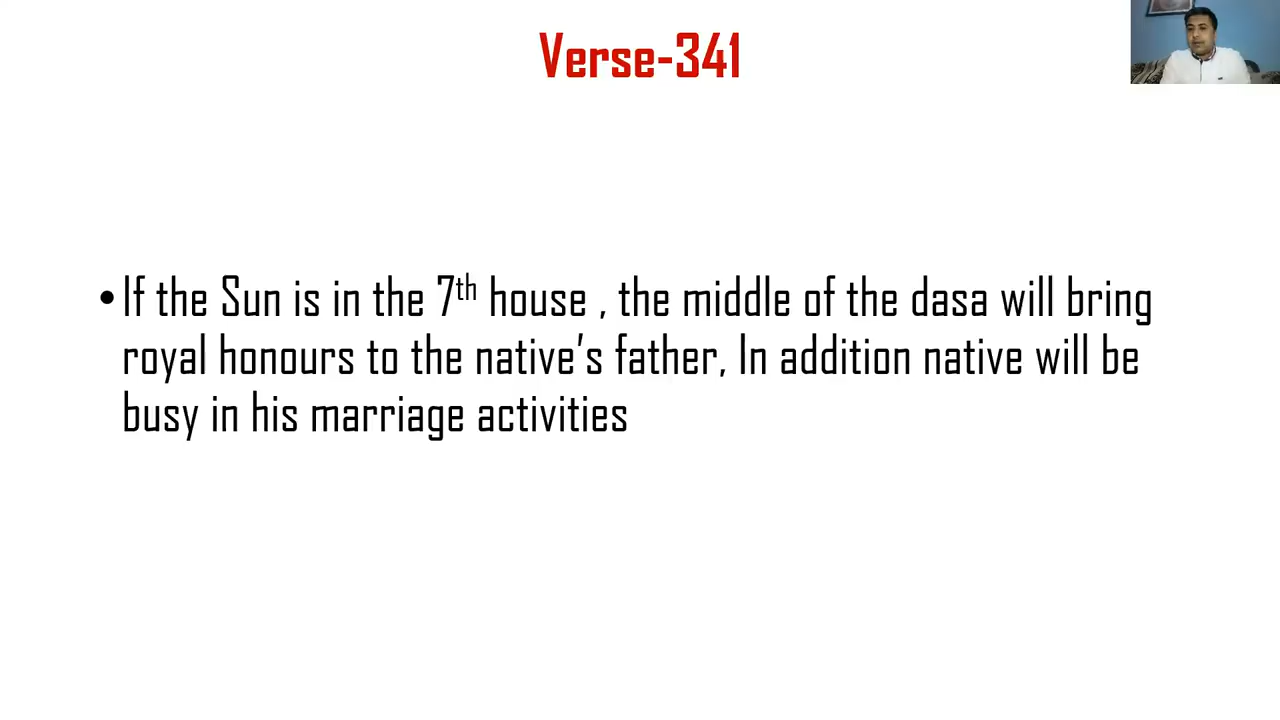 Verse-341
•If the Sun is in the 7th house , the middle of the dasa will bring
royal honours to the native's father, In addition native will be
busy in his marriage activities